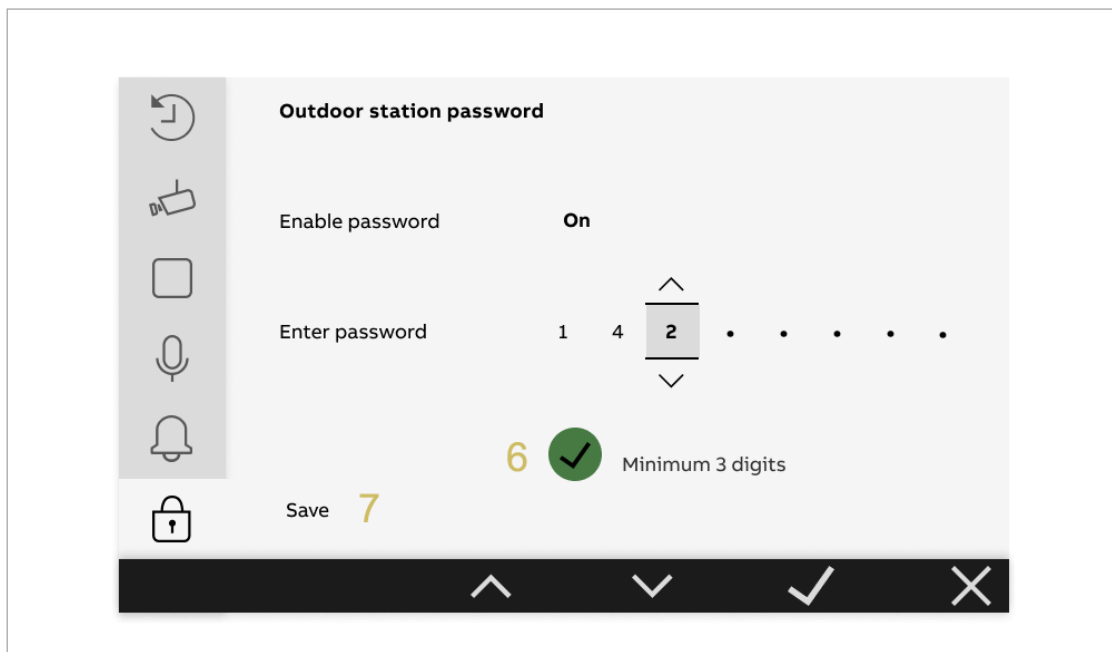 Outdoor station password
Enable password On
Enter password 1 4 2 • • • • •
6 Minimum 3 digits
Save 7